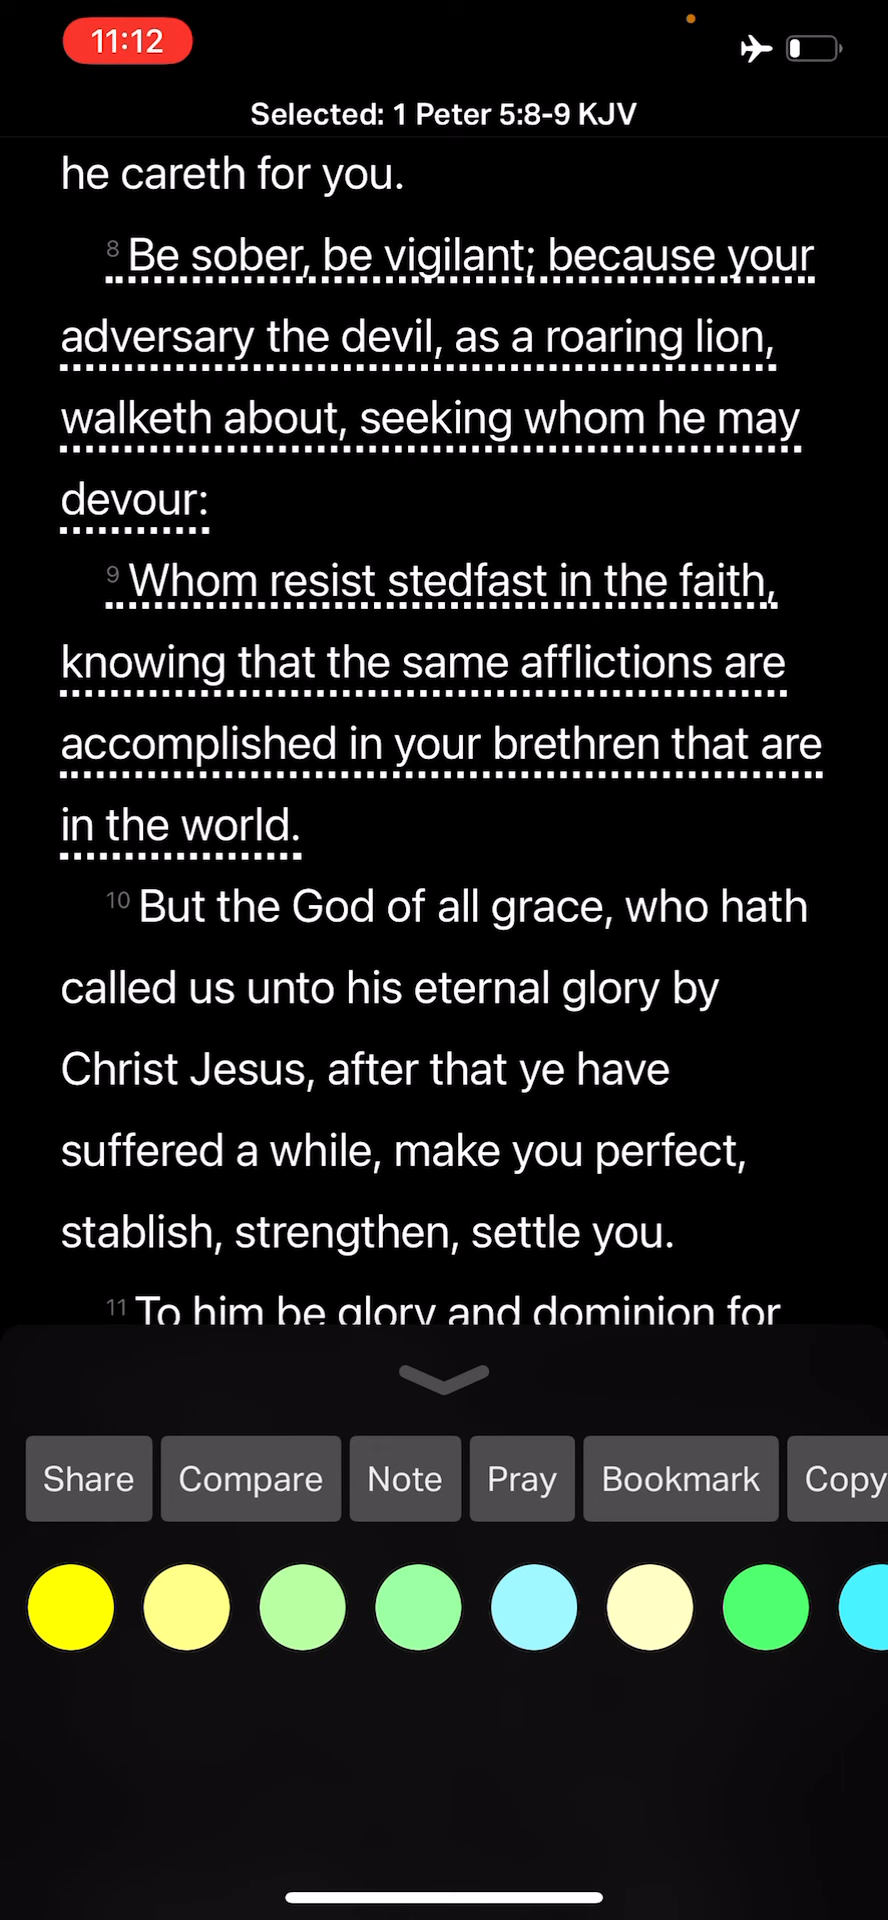 11:12
Selected: 1 Peter 5:8-9 KJV
he careth for you.
8 Be sober, be vigilant; because your
adversary the devil, as a roaring lion,
walketh about, seeking whom he may
devour:
9 Whom resist stedfast in the faith,
knowing that the same afflictions are
accomplished in your brethren that are
in the world.
10 But the God of all grace, who hath
called us unto his eternal glory by
Christ Jesus, after that ye have
suffered a while, make you perfect,
stablish, strengthen, settle you.
11 To him be glory and dominion for
Share Compare Note Pray Bookmark Copy